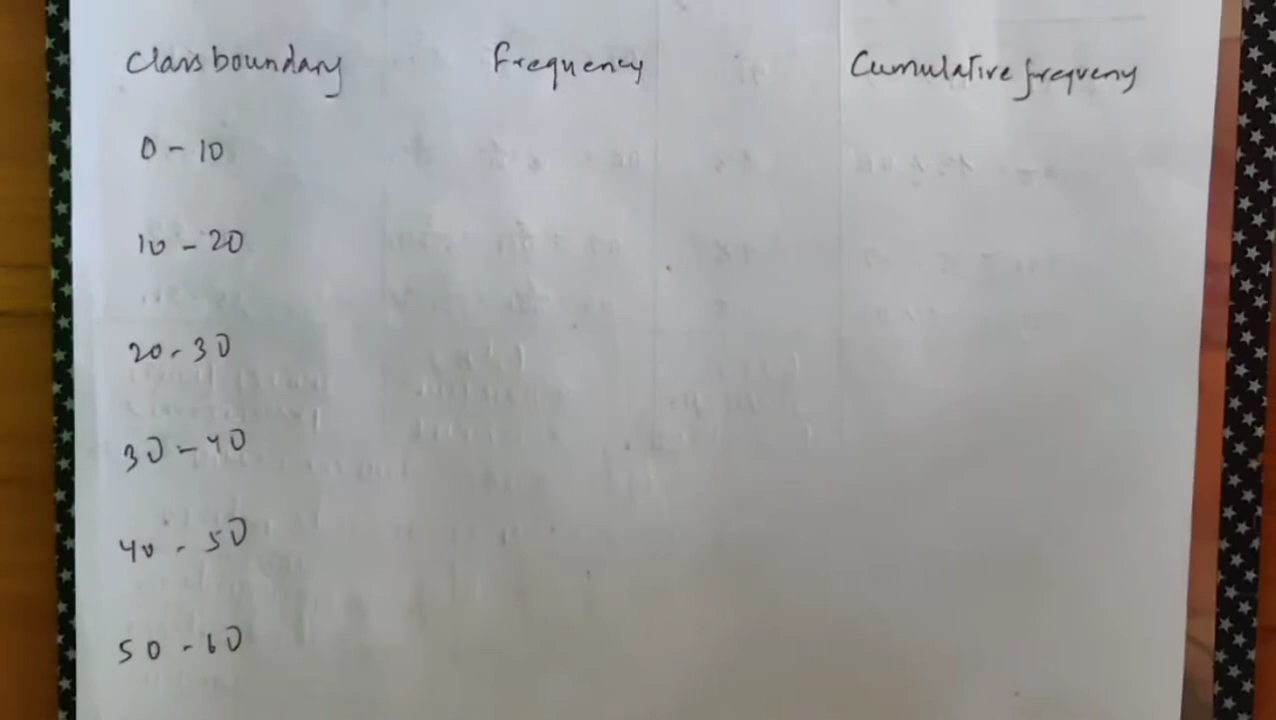 Class boundary Frequency Cumulative frequency
0 - 10
10 - 20
20 - 30
30 - 40
40 - 50
50 - 60